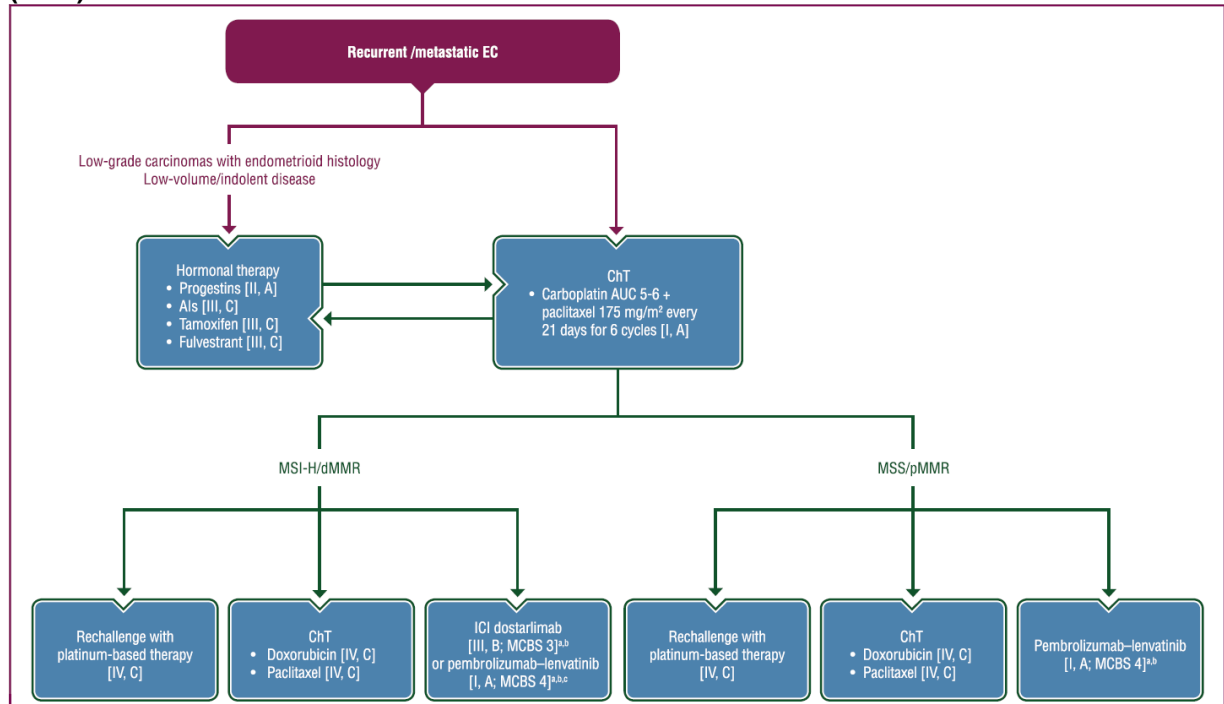 Recurrent /metastatic EC
Low-grade carcinomas with endometrioid histology
Low-volume/indolent disease
Hormonal therapy
• Progestins [II, A]
• AIs [III, C]
• Tamoxifen [III, C]
• Fulvestrant [III, C]
ChT
• Carboplatin AUC 5-6 +
paclitaxel 175 mg/m² every
21 days for 6 cycles [I, A]
MSI-H/dMMR
MSS/pMMR
Rechallenge with
platinum-based therapy
[IV, C]
ChT
• Doxorubicin [IV, C]
• Paclitaxel [IV, C]
ICI dostarlimab
[III, B; MCBS 3]ᵃ,ᵇ
or pembrolizumab–lenvatinib
[I, A; MCBS 4]ᵃ,ᵇ,ᶜ
Rechallenge with
platinum-based therapy
[IV, C]
ChT
• Doxorubicin [IV, C]
• Paclitaxel [IV, C]
Pembrolizumab–lenvatinib
[I, A; MCBS 4]ᵃ,ᵇ